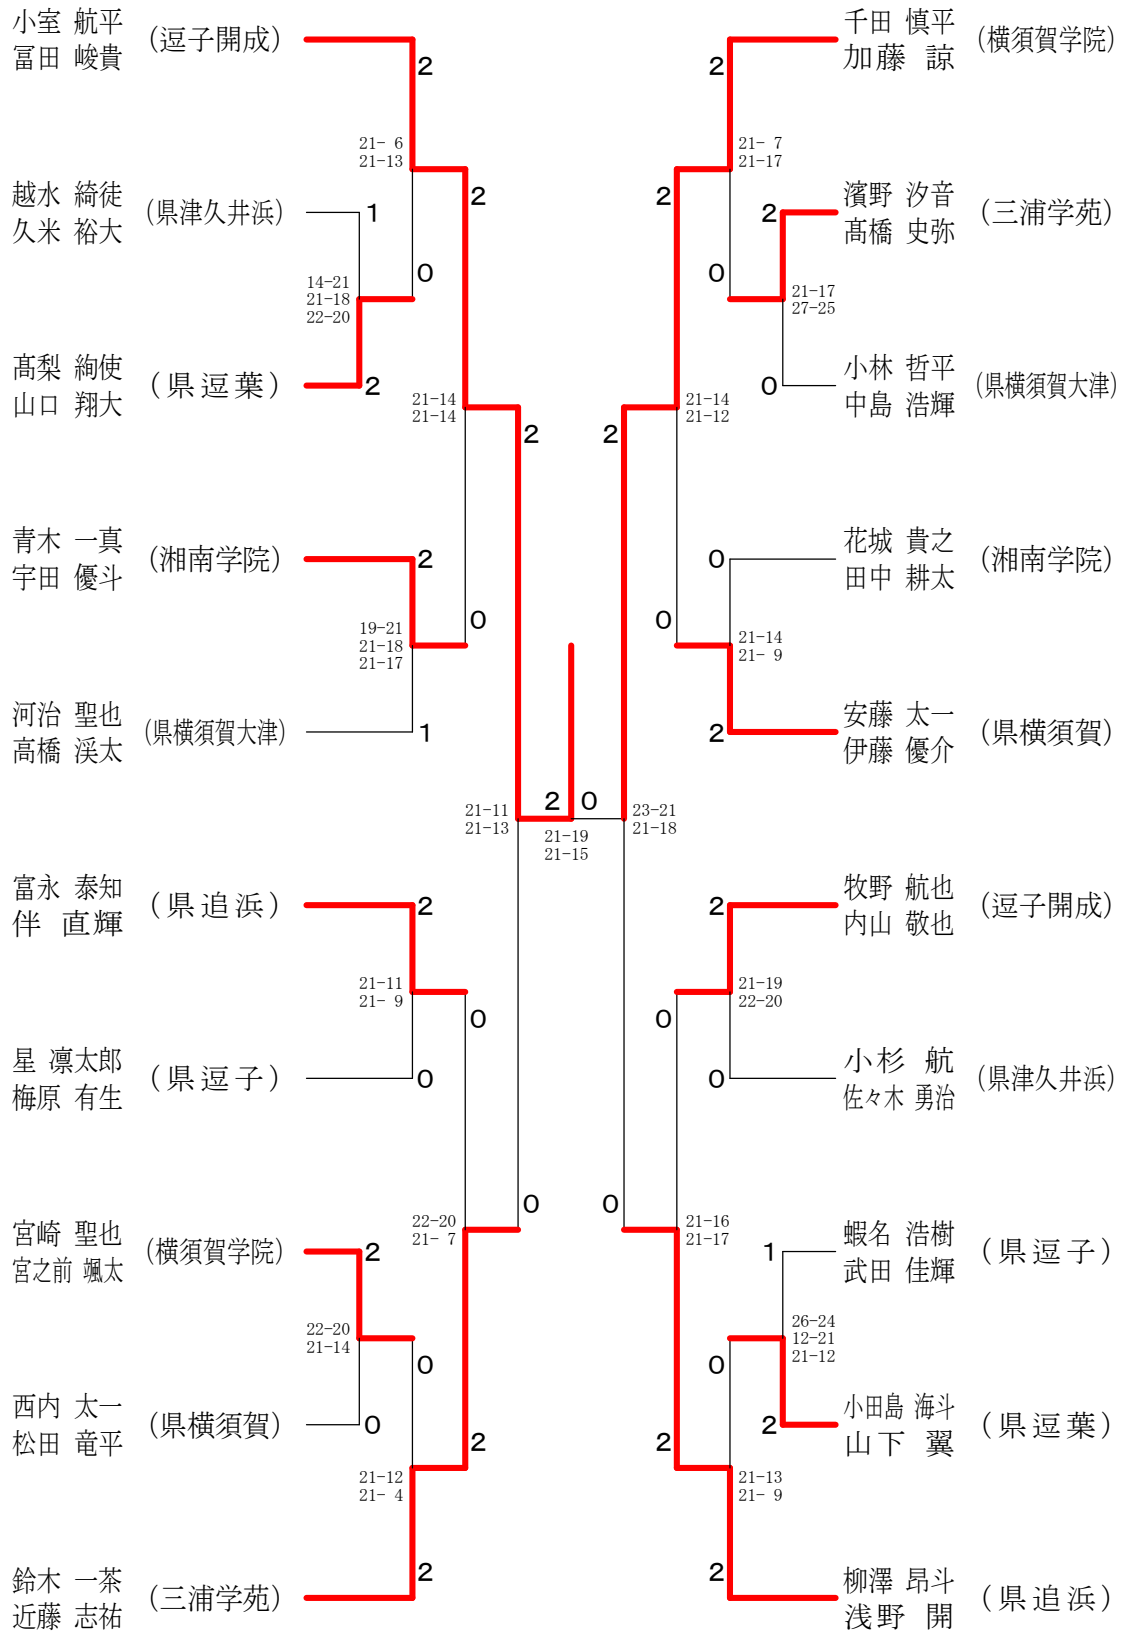 小室 航平
冨田 峻貴
(逗子開成)
2
21- 6
21-13
越水 綺徒
久米 裕大
(県津久井浜)
1
2
0
14-21
21-18
22-20
髙梨 絢使
山口 翔大
(県逗葉)
2
21-14
21-14
2
青木 一真
宇田 優斗
(湘南学院)
2
0
19-21
21-18
21-17
河治 聖也
高橋 渓太
(県横須賀大津)
1
21-11
21-13
2
0
21-19
21-15
富永 泰知
伴 直輝
(県追浜)
2
21-11
21- 9
0
星 凛太郎
梅原 有生
(県逗子)
0
宮崎 聖也
宮之前 颯太
(横須賀学院)
2
22-20
21- 7
0
22-20
21-14
0
西内 太一
松田 竜平
(県横須賀)
0
2
21-12
21- 4
鈴木 一茶
近藤 志祐
(三浦学苑)
2
千田 慎平
加藤 諒
(横須賀学院)
2
21- 7
21-17
2
濱野 汐音
髙橋 史弥
(三浦学苑)
2
0
21-17
27-25
小林 哲平
中島 浩輝
(県横須賀大津)
0
21-14
21-12
2
花城 貴之
田中 耕太
(湘南学院)
0
0
21-14
21- 9
安藤 太一
伊藤 優介
(県横須賀)
2
23-21
21-18
牧野 航也
内山 敬也
(逗子開成)
2
21-19
22-20
0
小杉 航
佐々木 勇治
(県津久井浜)
0
0
21-16
21-17
蝦名 浩樹
武田 佳輝
(県逗子)
1
26-24
12-21
21-12
0
小田島 海斗
山下 翼
(県逗葉)
2
2
21-13
21- 9
柳澤 昂斗
浅野 開
(県追浜)
2